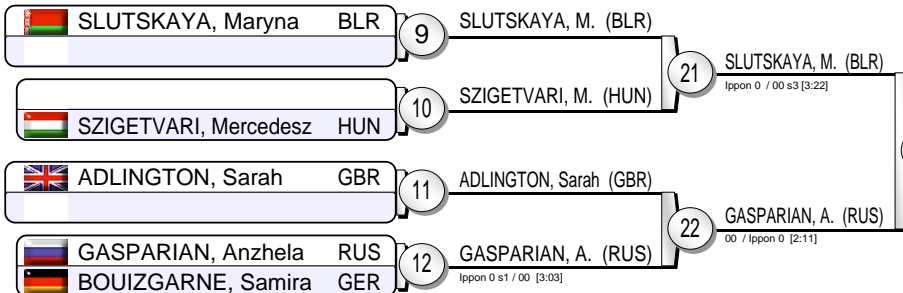 SLUTSKAYA, Maryna BLR
9
SLUTSKAYA, M. (BLR)
SZIGETVARI, Mercedesz HUN
10
SZIGETVARI, M. (HUN)
21
SLUTSKAYA, M. (BLR)
Ippon 0 / 00 s3 [3:22]
ADLINGTON, Sarah GBR
11
ADLINGTON, Sarah (GBR)
GASPARIAN, Anzhela RUS
BOUIZGARNE, Samira GER
12
GASPARIAN, A. (RUS)
Ippon 0 s1 / 00 [3:03]
22
GASPARIAN, A. (RUS)
00 / Ippon 0 [2:11]